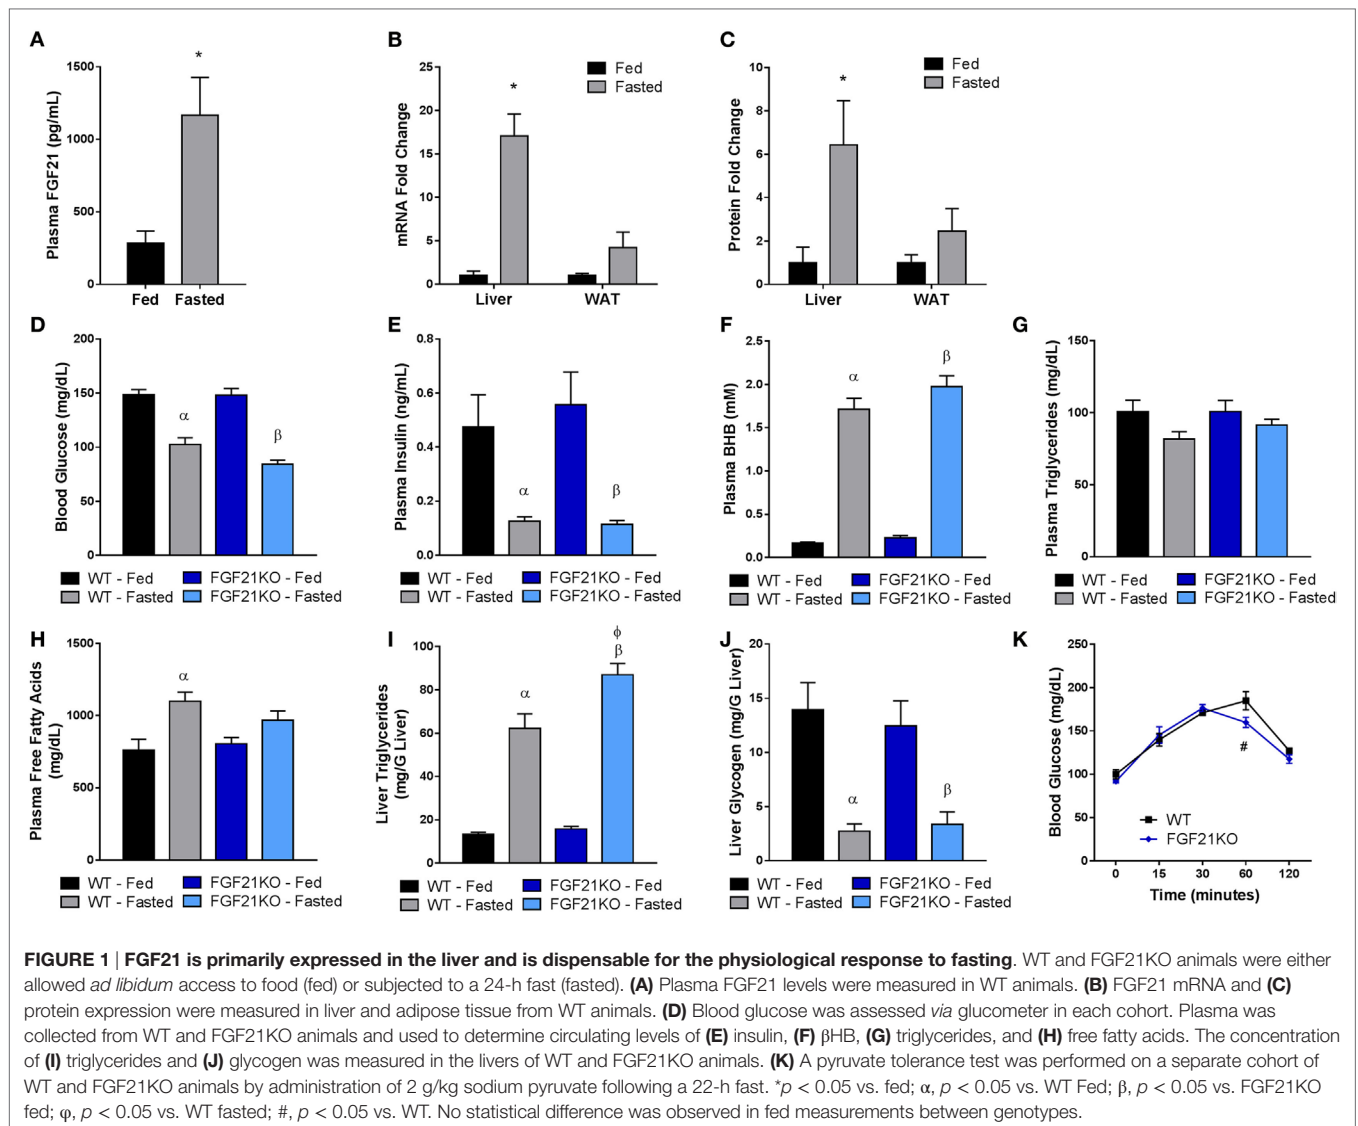 A
Plasma FGF21 (pg/mL)
1500
1000
500
0
*
Fed Fasted
B
mRNA Fold Change
25
20
15
10
5
0
*
Fed
Fasted
Liver WAT
C
Protein Fold Change
10
8
6
4
2
0
*
Fed
Fasted
Liver WAT
D
Blood Glucose (mg/dL)
200
150
100
50
0
α
β
WT - Fed FGF21KO - Fed
WT - Fasted FGF21KO - Fasted
E
Plasma Insulin (ng/mL)
0.8
0.6
0.4
0.2
0.0
α
β
WT - Fed FGF21KO - Fed
WT - Fasted FGF21KO - Fasted
F
Plasma BHB (mM)
2.5
2.0
1.5
1.0
0.5
0.0
α
β
WT - Fed FGF21KO - Fed
WT - Fasted FGF21KO - Fasted
G
Plasma Triglycerides (mg/dL)
150
100
50
0
WT - Fed FGF21KO - Fed
WT - Fasted FGF21KO - Fasted
H
Plasma Free Fatty Acids
(mg/dL)
1500
1000
500
0
α
WT - Fed FGF21KO - Fed
WT - Fasted FGF21KO - Fasted
I
Liver Triglycerides
(mg/G Liver)
100
80
60
40
20
0
α
ϕ
β
WT - Fed FGF21KO - Fed
WT - Fasted FGF21KO - Fasted
J
Liver Glycogen (mg/G Liver)
20
15
10
5
0
α
β
WT - Fed FGF21KO - Fed
WT - Fasted FGF21KO - Fasted
K
Blood Glucose (mg/dL)
250
200
150
100
50
0
#
WT
FGF21KO
0 15 30 60 120
Time (minutes)
FIGURE 1 | FGF21 is primarily expressed in the liver and is dispensable for the physiological response to fasting. WT and FGF21KO animals were either
allowed ad libidum access to food (fed) or subjected to a 24-h fast (fasted). (A) Plasma FGF21 levels were measured in WT animals. (B) FGF21 mRNA and (C)
protein expression were measured in liver and adipose tissue from WT animals. (D) Blood glucose was assessed via glucometer in each cohort. Plasma was
collected from WT and FGF21KO animals and used to determine circulating levels of (E) insulin, (F) βHB, (G) triglycerides, and (H) free fatty acids. The concentration
of (I) triglycerides and (J) glycogen was measured in the livers of WT and FGF21KO animals. (K) A pyruvate tolerance test was performed on a separate cohort of
WT and FGF21KO animals by administration of 2 g/kg sodium pyruvate following a 22-h fast. *p < 0.05 vs. fed; α, p < 0.05 vs. WT Fed; β, p < 0.05 vs. FGF21KO
fed; φ, p < 0.05 vs. WT fasted; #, p < 0.05 vs. WT. No statistical difference was observed in fed measurements between genotypes.